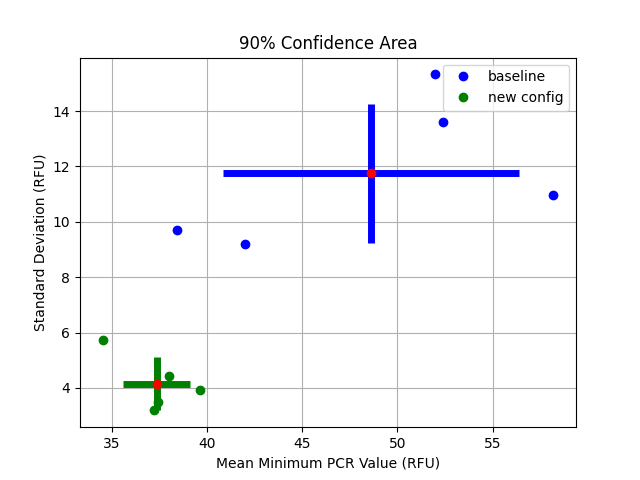 90% Confidence Area
baseline
new config
14
12
10
8
6
4
Standard Deviation (RFU)
35
40
45
50
55
Mean Minimum PCR Value (RFU)